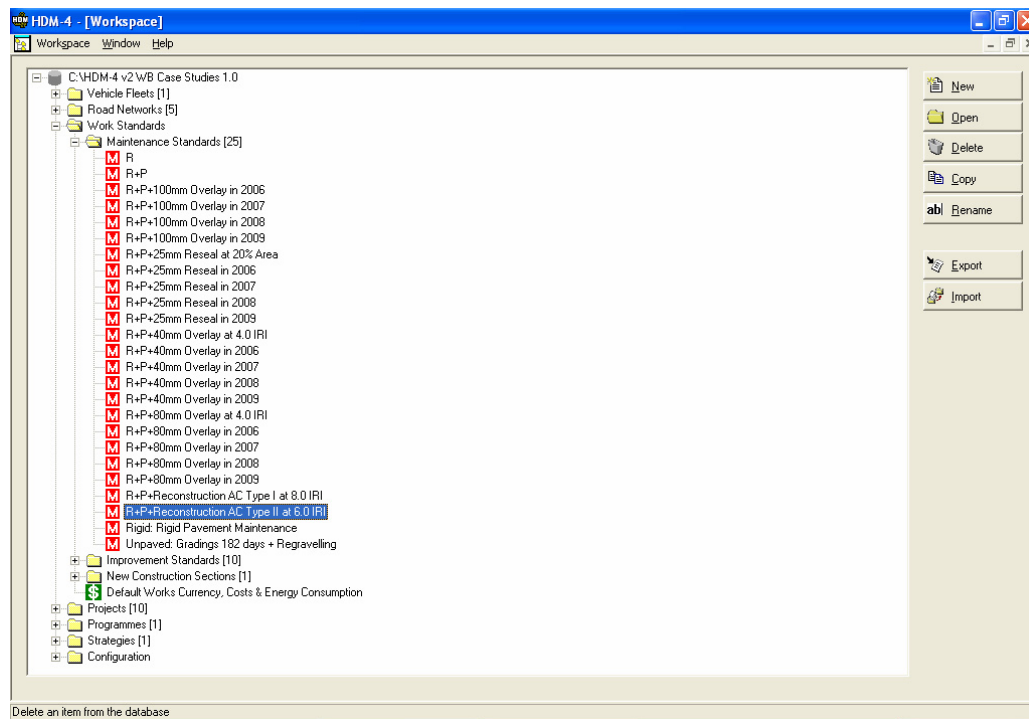 HDM-4 - [Workspace]
Workspace Window Help
C:\HDM-4 v2 WB Case Studies 1.0
Vehicle Fleets [1]
Road Networks [5]
Work Standards
Maintenance Standards [25]
M R
M R+P
M R+P+100mm Overlay in 2006
M R+P+100mm Overlay in 2007
M R+P+100mm Overlay in 2008
M R+P+100mm Overlay in 2009
M R+P+25mm Reseal at 20% Area
M R+P+25mm Reseal in 2006
M R+P+25mm Reseal in 2007
M R+P+25mm Reseal in 2008
M R+P+25mm Reseal in 2009
M R+P+40mm Overlay at 4.0 IRI
M R+P+40mm Overlay in 2006
M R+P+40mm Overlay in 2007
M R+P+40mm Overlay in 2008
M R+P+40mm Overlay in 2009
M R+P+80mm Overlay at 4.0 IRI
M R+P+80mm Overlay in 2006
M R+P+80mm Overlay in 2007
M R+P+80mm Overlay in 2008
M R+P+80mm Overlay in 2009
M R+P+Reconstruction AC Type I at 8.0 IRI
M R+P+Reconstruction AC Type II at 6.0 IRI
M Rigid: Rigid Pavement Maintenance
M Unpaved: Gradings 182 days + Regravelling
Improvement Standards [10]
New Construction Sections [1]
$ Default Works Currency, Costs & Energy Consumption
Projects [10]
Programmes [1]
Strategies [1]
Configuration
New
Open
Delete
Copy
ab Rename
Export
Import
Delete an item from the database